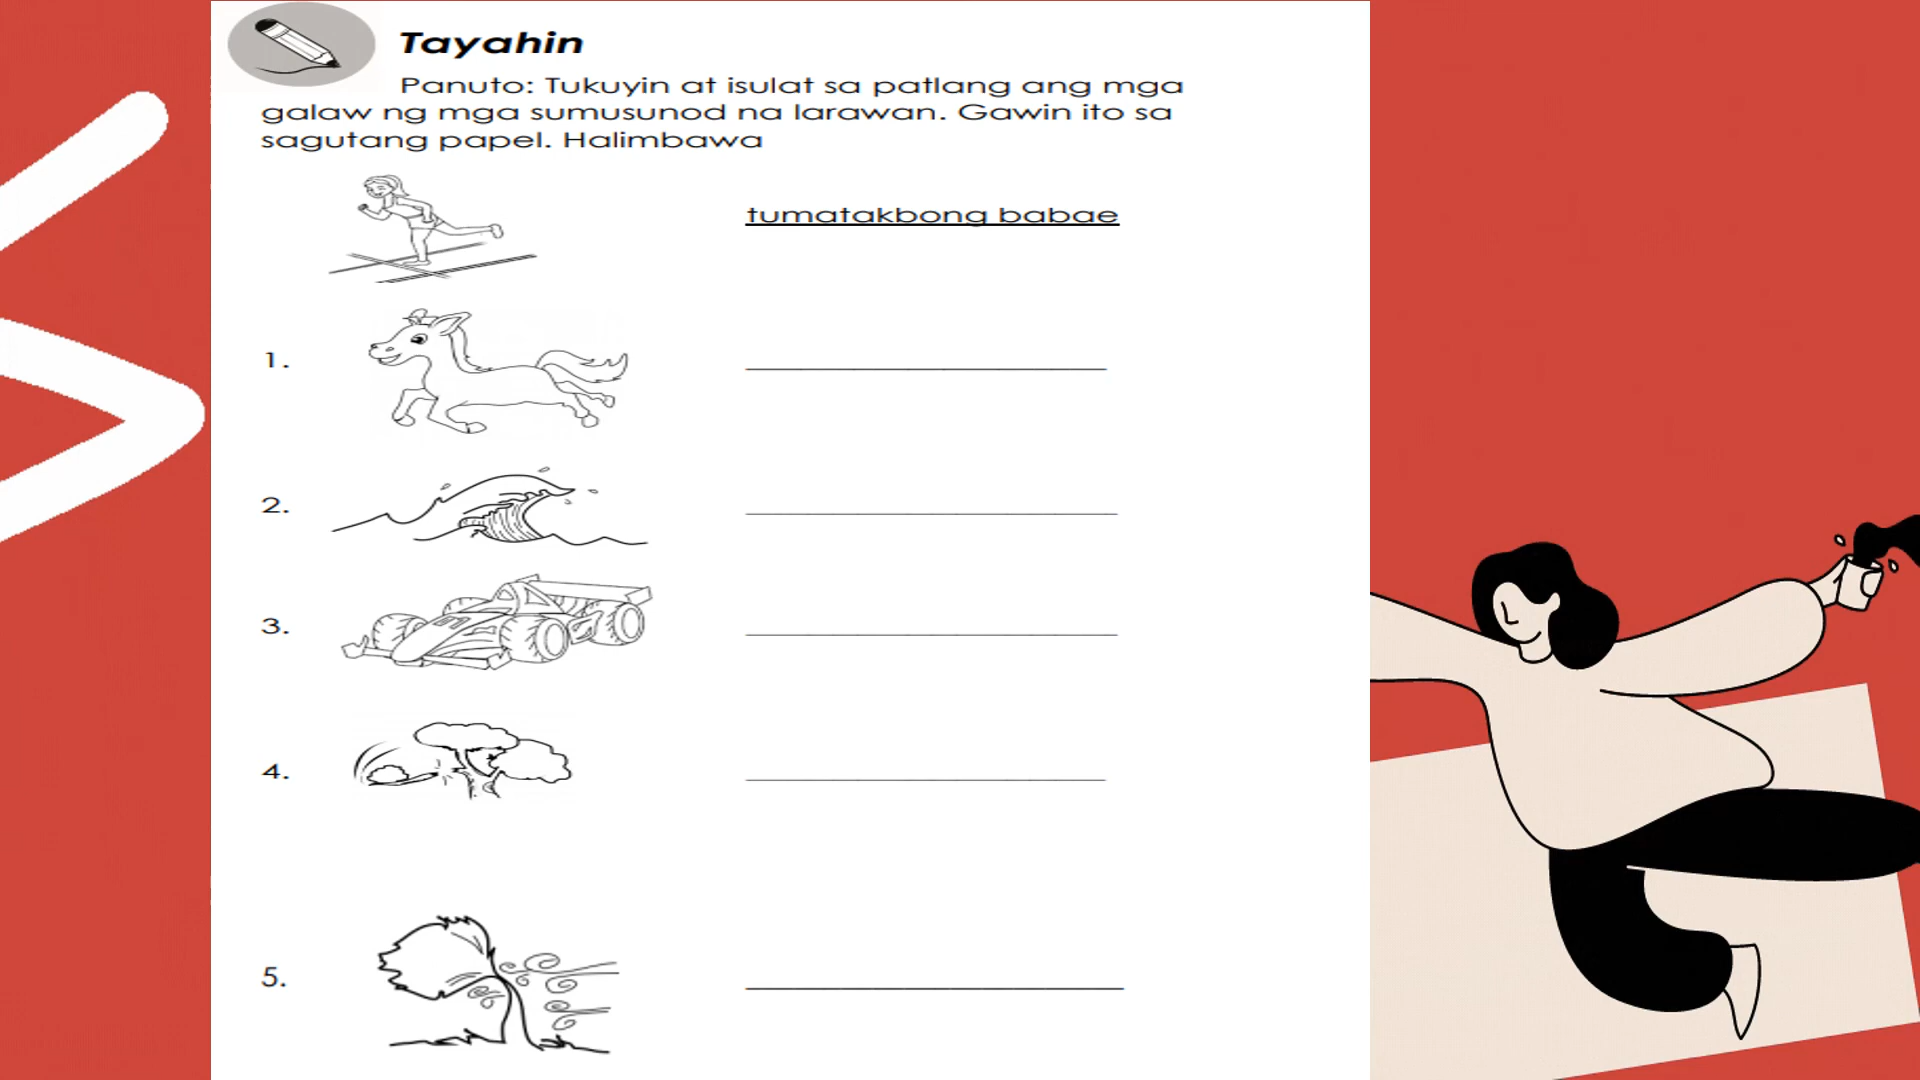 Tayahin
Panuto: Tukuyin at isulat sa patlang ang mga
galaw ng mga sumusunod na larawan. Gawin ito sa
sagutang papel. Halimbawa
tumatakbong babae
1.
2.
3.
4.
5.